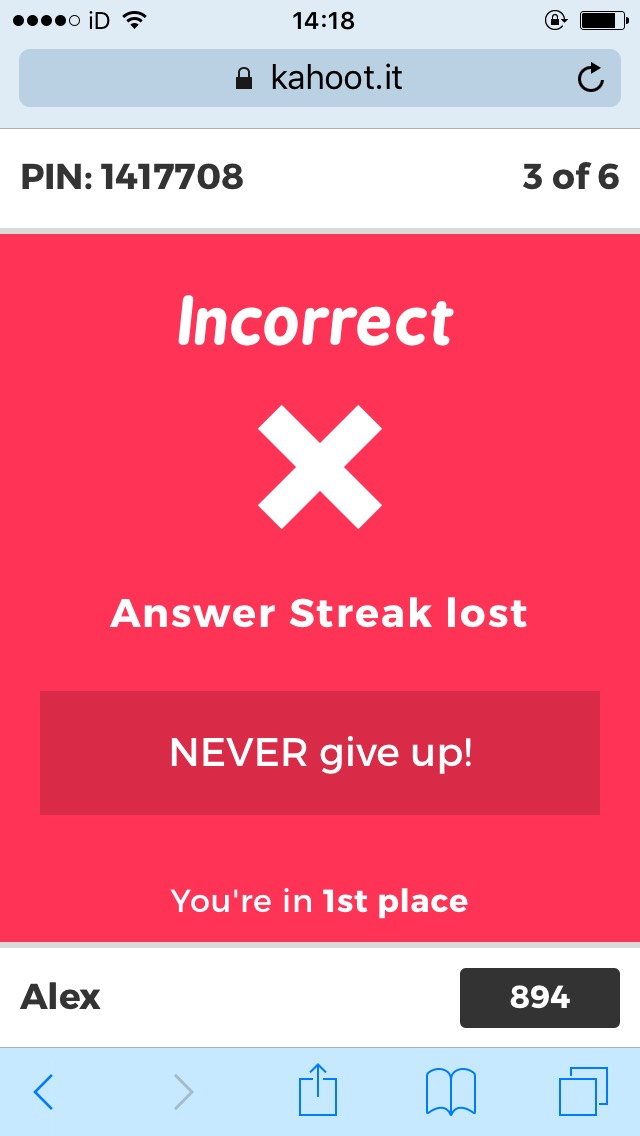 iD 14:18
kahoot.it
PIN: 1417708 3 of 6
Incorrect
Answer Streak lost
NEVER give up!
You're in 1st place
Alex 894